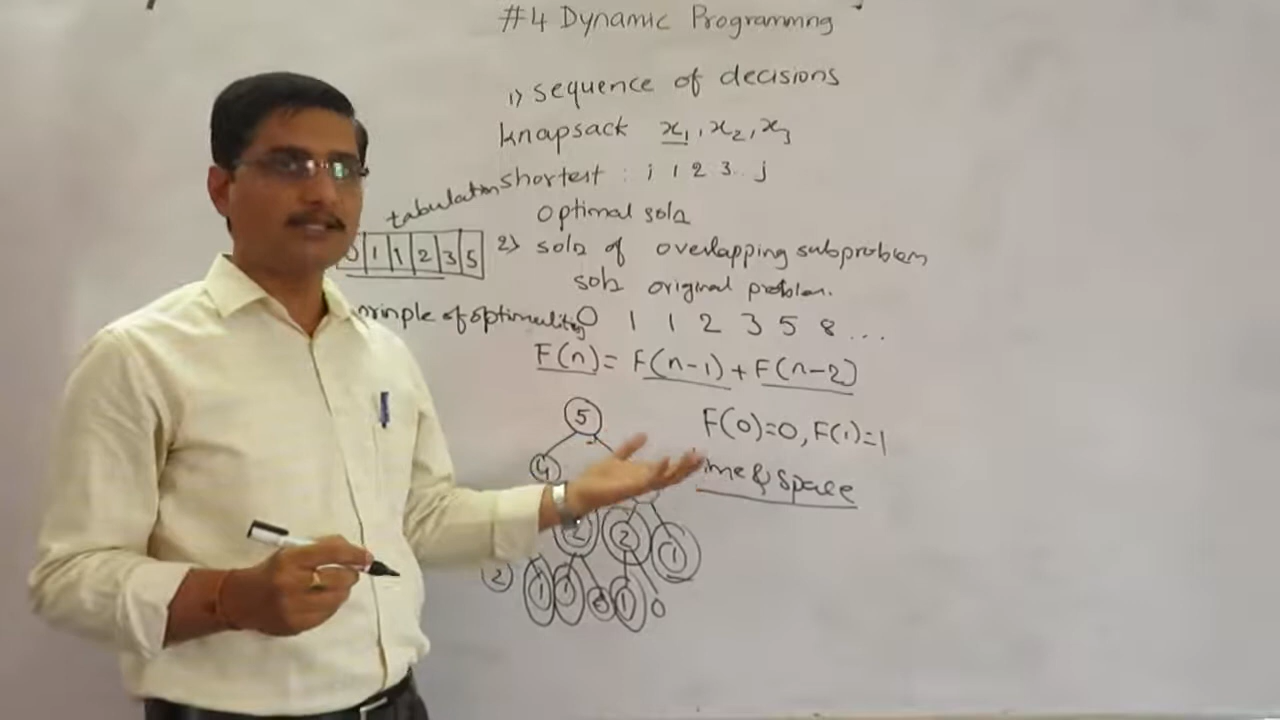 #4 Dynamic Programming
1) sequence of decisions
knapsack x₁, x₂, x₃
shortest : i 1 2 3.. j
tabulation
optimal soln
0 1 1 2 3 5
2) soln of overlapping subproblem
soln original problem.
prinple of optimulity
0 1 1 2 3 5 8 ...
F(n) = F(n-1) + F(n-2)
F(0)=0, F(1)=1
ime & space
5
4
2 2 1
2 1 1 0 1 0